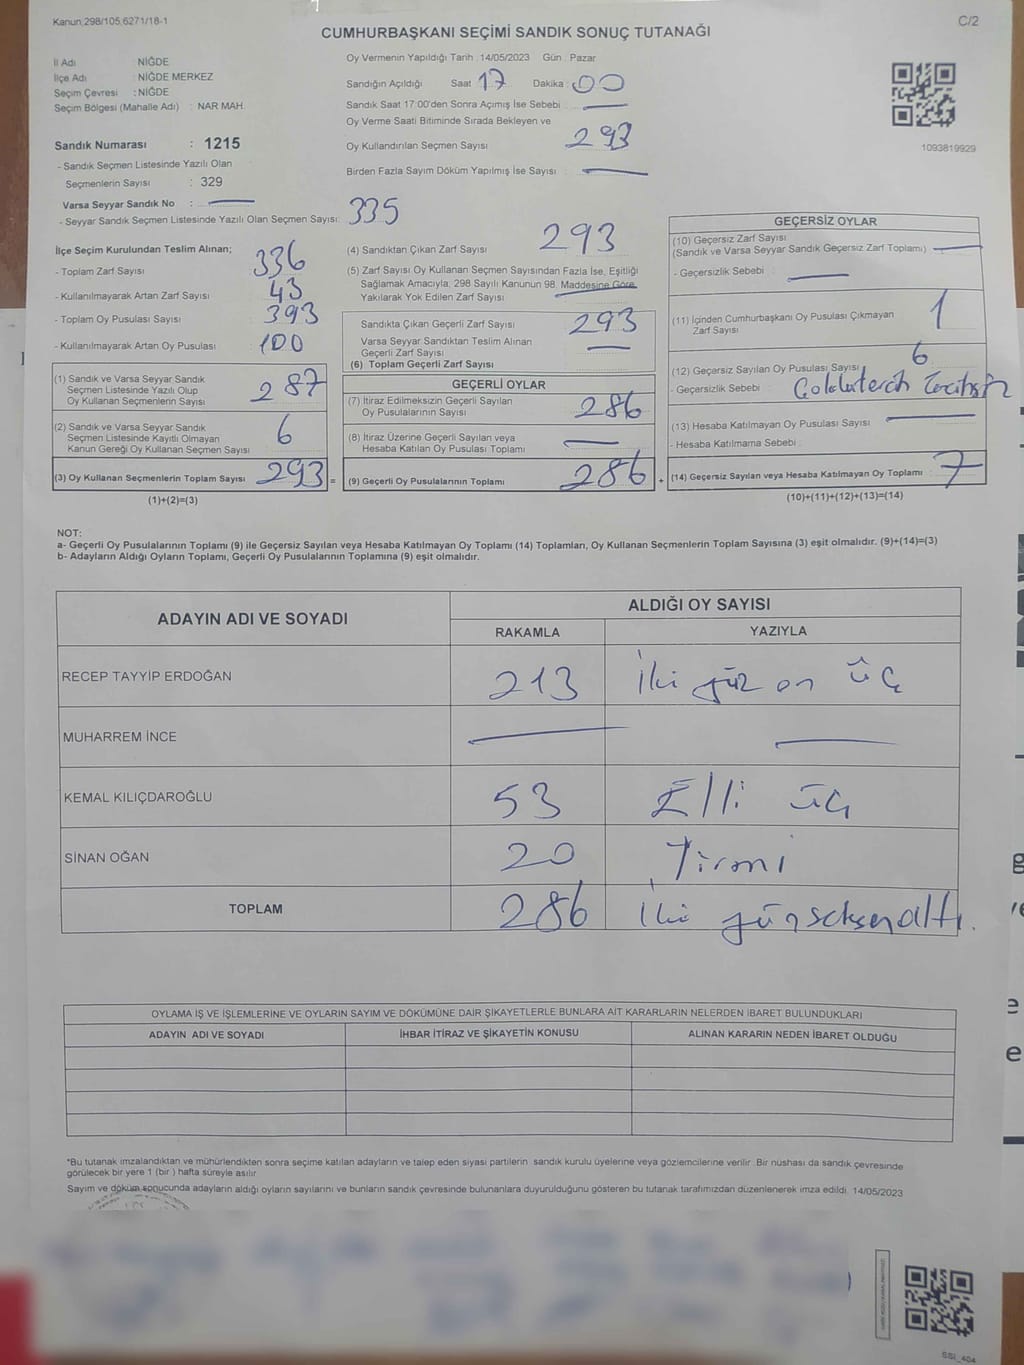 Kanun:298/105,6271/18-1
C/2
CUMHURBAŞKANI SEÇİMİ SANDIK SONUÇ TUTANAĞI
İl Adı : NİĞDE
İlçe Adı : NİĞDE MERKEZ
Seçim Çevresi : NİĞDE
Seçim Bölgesi (Mahalle Adı) : NAR MAH.
Sandık Numarası : 1215
- Sandık Seçmen Listesinde Yazılı Olan
Seçmenlerin Sayısı : 329
Varsa Seyyar Sandık No :
- Seyyar Sandık Seçmen Listesinde Yazılı Olan Seçmen Sayısı: 335
Oy Vermenin Yapıldığı Tarih :14/05/2023 Gün : Pazar
Sandığın Açıldığı Saat 17 Dakika : 00
Sandık Saat 17:00'den Sonra Açımış İse Sebebi :
Oy Verme Saati Bitiminde Sırada Bekleyen ve
Oy Kullandırılan Seçmen Sayısı : 293
Birden Fazla Sayım Döküm Yapılmış İse Sayısı :
1093819929
İlçe Seçim Kurulundan Teslim Alınan;
- Toplam Zarf Sayısı 336
- Kullanılmayarak Artan Zarf Sayısı 43
- Toplam Oy Pusulası Sayısı 393
- Kullanılmayarak Artan Oy Pusulası 100
(1) Sandık ve Varsa Seyyar Sandık
Seçmen Listesinde Yazılı Olup
Oy Kullanan Seçmenlerin Sayısı 287
(2) Sandık ve Varsa Seyyar Sandık
Seçmen Listesinde Kayıtlı Olmayan
Kanun Gereği Oy Kullanan Seçmen Sayısı 6
(3) Oy Kullanan Seçmenlerin Toplam Sayısı 293 =
(1)+(2)=(3)
(4) Sandıktan Çıkan Zarf Sayısı 293
(5) Zarf Sayısı Oy Kullanan Seçmen Sayısından Fazla İse, Eşitliği
Sağlamak Amacıyla, 298 Sayılı Kanunun 98. Maddesine Göre
Yakılarak Yok Edilen Zarf Sayısı
Sandıkta Çıkan Geçerli Zarf Sayısı 293
Varsa Seyyar Sandıktan Teslim Alınan
Geçerli Zarf Sayısı
(6) Toplam Geçerli Zarf Sayısı
GEÇERLİ OYLAR
(7) İtiraz Edilmeksizin Geçerli Sayılan
Oy Pusulalarının Sayısı 286
(8) İtiraz Üzerine Geçerli Sayılan veya
Hesaba Katılan Oy Pusulası Toplamı
(9) Geçerli Oy Pusulalarının Toplamı 286 +
GEÇERSİZ OYLAR
(10) Geçersiz Zarf Sayısı
(Sandık ve Varsa Seyyar Sandık Geçersiz Zarf Toplamı)
- Geçersizlik Sebebi :
(11) İçinden Cumhurbaşkanı Oy Pusulası Çıkmayan
Zarf Sayısı 1
(12) Geçersiz Sayılan Oy Pusulası Sayısı 6
- Geçersizlik Sebebi :
(13) Hesaba Katılmayan Oy Pusulası Sayısı
- Hesaba Katılmama Sebebi :
(14) Geçersiz Sayılan veya Hesaba Katılmayan Oy Toplamı : 7
(10)+(11)+(12)+(13)=(14)
NOT:
a- Geçerli Oy Pusulalarının Toplamı (9) ile Geçersiz Sayılan veya Hesaba Katılmayan Oy Toplamı (14) Toplamları, Oy Kullanan Seçmenlerin Toplam Sayısına (3) eşit olmalıdır. (9)+(14)=(3)
b- Adayların Aldığı Oyların Toplamı, Geçerli Oy Pusulalarının Toplamına (9) eşit olmalıdır.
ADAYIN ADI VE SOYADI
ALDIĞI OY SAYISI
RAKAMLA YAZIYLA
RECEP TAYYİP ERDOĞAN 213 İki yüz on üç
MUHARREM İNCE
KEMAL KILIÇDAROĞLU 53 Elli üç
SİNAN OĞAN 20 Yirmi
TOPLAM 286 iki yüz seksen altı.
OYLAMA İŞ VE İŞLEMLERİNE VE OYLARIN SAYIM VE DÖKÜMÜNE DAİR ŞİKAYETLERLE BUNLARA AİT KARARLARIN NELERDEN İBARET BULUNDUKLARI
ADAYIN ADI VE SOYADI İHBAR İTİRAZ VE ŞİKAYETİN KONUSU ALINAN KARARIN NEDEN İBARET OLDUĞU
*Bu tutanak imzalandıktan ve mühürlendikten sonra seçime katılan adayların ve talep eden siyasi partilerin sandık kurulu üyelerine veya gözlemcilerine verilir. Bir nüshası da sandık çevresinde
görülecek bir yere 1 (bir ) hafta süreyle asılır
Sayım ve döküm sonucunda adayların aldığı oyların sayılarını ve bunların sandık çevresinde bulunanlara duyurulduğunu gösteren bu tutanak tarafımızdan düzenlenerek imza edildi. 14/05/2023
SSI_404